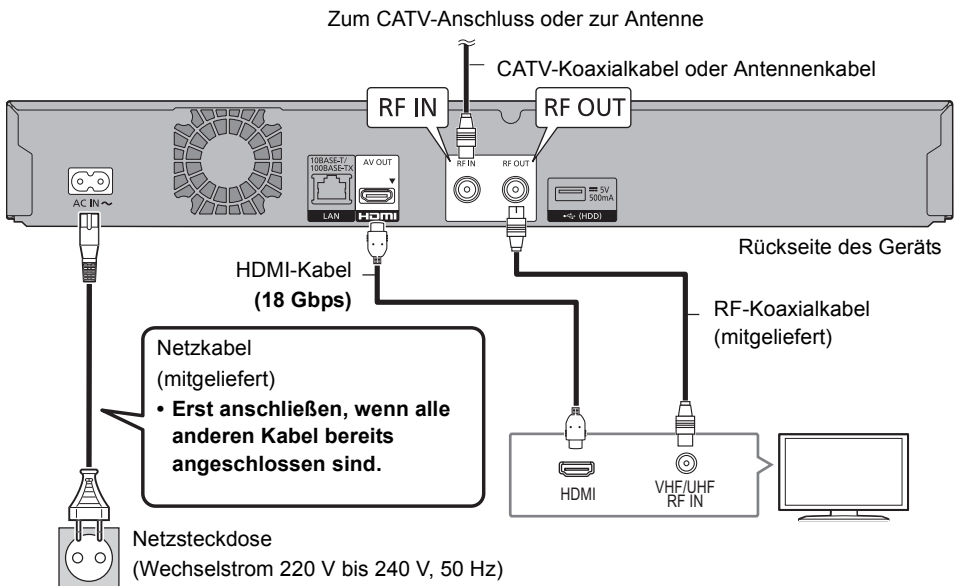 Zum CATV-Anschluss oder zur Antenne
CATV-Koaxialkabel oder Antennenkabel
RF IN
RF OUT
10BASE-T/
100BASE-TX
AV OUT
RF IN
RF OUT
5V
500mA
AC IN ~
LAN
HDMI
(HDD)
Rückseite des Geräts
HDMI-Kabel
(18 Gbps)
RF-Koaxialkabel
(mitgeliefert)
Netzkabel
(mitgeliefert)
• Erst anschließen, wenn alle
anderen Kabel bereits
angeschlossen sind.
HDMI
VHF/UHF
RF IN
Netzsteckdose
(Wechselstrom 220 V bis 240 V, 50 Hz)